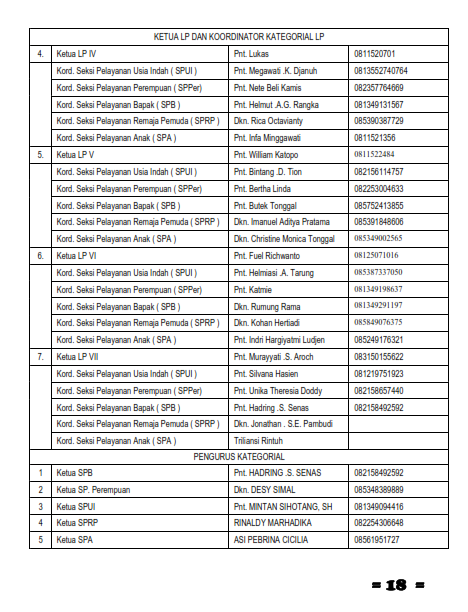 KETUA LP DAN KOORDINATOR KATEGORIAL LP
4. Ketua LP IV Pnt. Lukas 0811520701
Kord. Seksi Pelayanan Usia Indah ( SPUI ) Pnt. Megawati .K. Djanuh 0813552740764
Kord. Seksi Pelayanan Perempuan ( SPPer) Pnt. Nete Beli Kamis 082357764669
Kord. Seksi Pelayanan Bapak ( SPB ) Pnt. Helmut .A.G. Rangka 081349131567
Kord. Seksi Pelayanan Remaja Pemuda ( SPRP ) Dkn. Rica Octavianty 085390387729
Kord. Seksi Pelayanan Anak ( SPA ) Pnt. Infa Minggawati 0811521356
5. Ketua LP V Pnt. William Katopo 0811522484
Kord. Seksi Pelayanan Usia Indah ( SPUI ) Pnt. Bintang .D. Tion 082156114757
Kord. Seksi Pelayanan Perempuan ( SPPer) Pnt. Bertha Linda 082253004633
Kord. Seksi Pelayanan Bapak ( SPB ) Pnt. Butek Tonggal 085752413855
Kord. Seksi Pelayanan Remaja Pemuda ( SPRP ) Dkn. Imanuel Aditya Pratama 085391848606
Kord. Seksi Pelayanan Anak ( SPA ) Dkn. Christine Monica Tonggal 085349002565
6. Ketua LP VI Pnt. Fuel Richwanto 08125071016
Kord. Seksi Pelayanan Usia Indah ( SPUI ) Pnt. Helmiasi .A. Tarung 085387337050
Kord. Seksi Pelayanan Perempuan ( SPPer) Pnt. Katmie 081349198637
Kord. Seksi Pelayanan Bapak ( SPB ) Dkn. Rumung Rama 081349291197
Kord. Seksi Pelayanan Remaja Pemuda ( SPRP ) Dkn. Kohan Hertiadi 085849076375
Kord. Seksi Pelayanan Anak ( SPA ) Pnt. Indri Hargiyatmi Ludjen 085249176321
7. Ketua LP VII Pnt. Murayyati .S. Aroch 083150155622
Kord. Seksi Pelayanan Usia Indah ( SPUI ) Pnt. Silvana Hasien 081219751923
Kord. Seksi Pelayanan Perempuan ( SPPer) Pnt. Unika Theresia Doddy 082158657440
Kord. Seksi Pelayanan Bapak ( SPB ) Pnt. Hadring .S. Senas 082158492592
Kord. Seksi Pelayanan Remaja Pemuda ( SPRP ) Dkn. Jonathan . S.E. Pambudi
Kord. Seksi Pelayanan Anak ( SPA ) Triliansi Rintuh
PENGURUS KATEGORIAL
1 Ketua SPB Pnt. HADRING .S. SENAS 082158492592
2 Ketua SP. Perempuan Dkn. DESY SIMAL 085348389889
3 Ketua SPUI Pnt. MINTAN SIHOTANG, SH 081349094416
4 Ketua SPRP RINALDY MARHADIKA 082254306648
5 Ketua SPA ASI PEBRINA CICILIA 08561951727
= 18 =